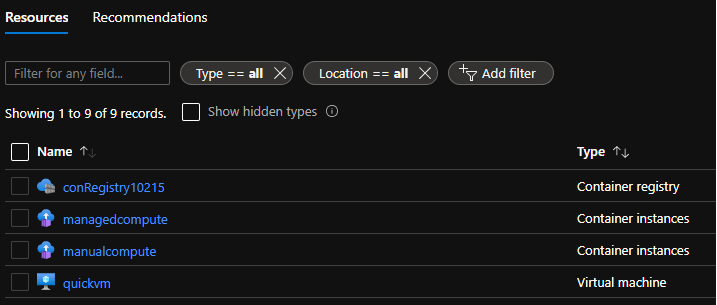 Resources Recommendations
Filter for any field... Type == all Location == all Add filter
Showing 1 to 9 of 9 records. Show hidden types
Name ↑↓ Type ↑↓
conRegistry10215 Container registry
managedcompute Container instances
manualcompute Container instances
quickvm Virtual machine